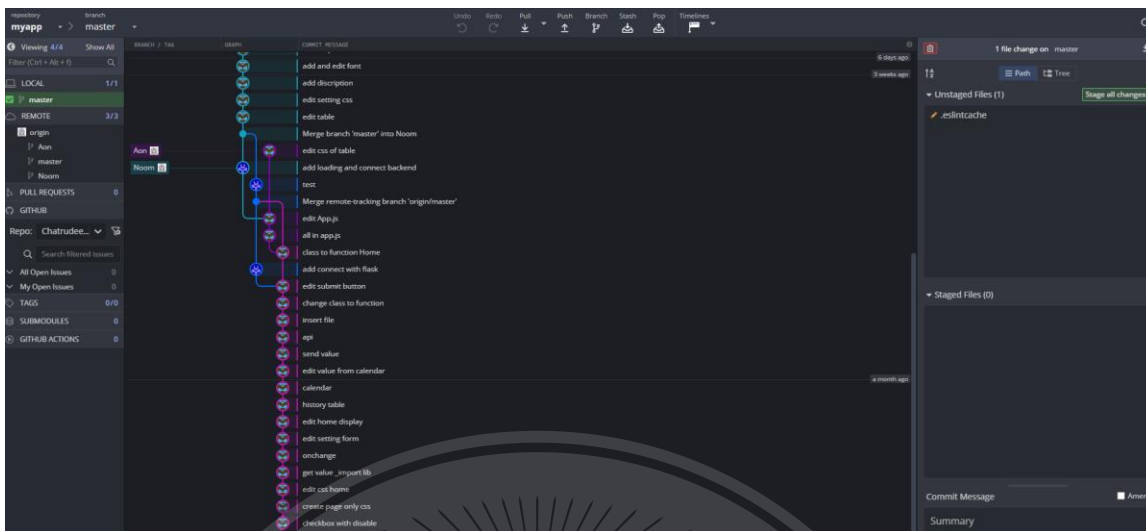 repository
branch
myapp
master
Undo
Redo
Pull
Push
Branch
Stash
Pop
Timelines
Viewing 4/4
Show All
Filter (Ctrl + Alt + f)
LOCAL
1/1
master
REMOTE
3/3
origin
Aon
master
Noom
PULL REQUESTS
0
GITHUB
Repo: Chatrudee...
Search filtered issues
All Open Issues
0
My Open Issues
0
TAGS
0/0
SUBMODULES
0
GITHUB ACTIONS
0
BRANCH / TAG
GRAPH
COMMIT MESSAGE
6 days ago
add and edit font
3 weeks ago
add discription
edit setting css
edit table
Merge branch 'master' into Noom
Aon
edit css of table
Noom
add loading and connect backend
test
Merge remote-tracking branch 'origin/master'
edit App.js
all in app.js
class to function Home
add connect with flask
edit submit button
change class to function
insert file
api
send value
edit value from calendar
a month ago
calendar
history table
edit home display
edit setting form
onchange
get value _import lib
edit css home
create page only css
checkbox with disable
1 file change on master
Path
Tree
Unstaged Files (1)
Stage all changes
.eslintcache
Staged Files (0)
Commit Message
Amen
Summary